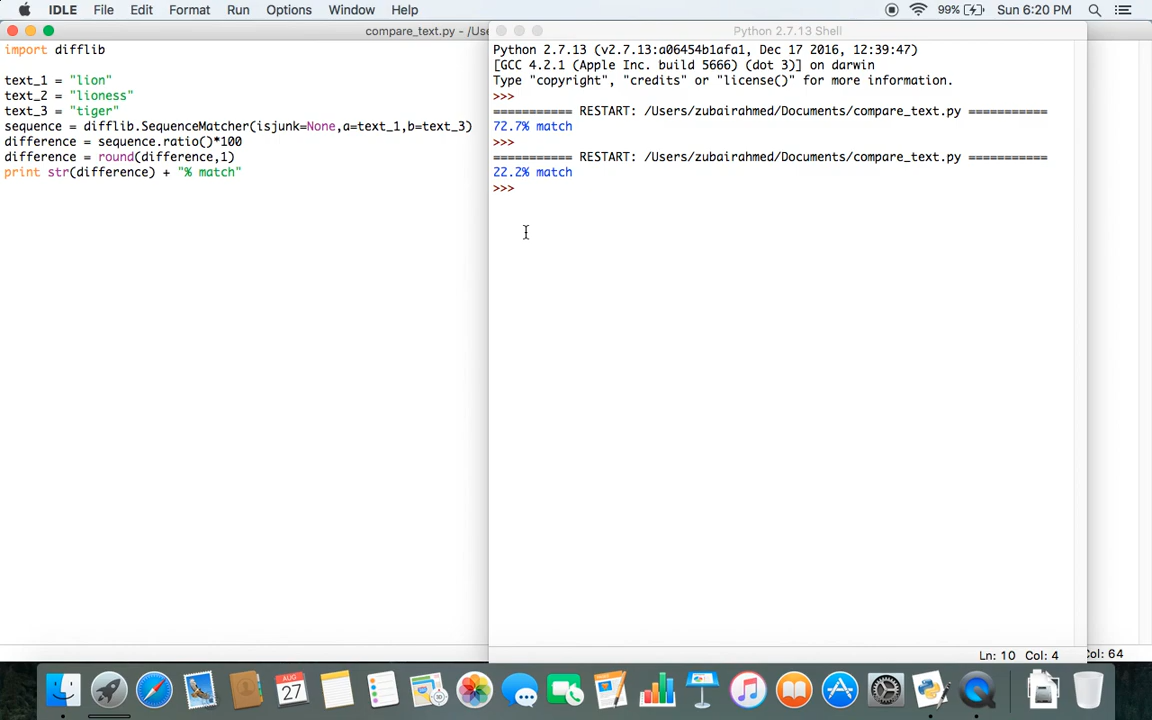 IDLE File Edit Format Run Options Window Help 99% Sun 6:20 PM
compare_text.py - /Use
Python 2.7.13 Shell
import difflib
text_1 = "lion"
text_2 = "lioness"
text_3 = "tiger"
sequence = difflib.SequenceMatcher(isjunk=None,a=text_1,b=text_3)
difference = sequence.ratio()*100
difference = round(difference,1)
print str(difference) + "% match"
Python 2.7.13 (v2.7.13:a06454b1afa1, Dec 17 2016, 12:39:47)
[GCC 4.2.1 (Apple Inc. build 5666) (dot 3)] on darwin
Type "copyright", "credits" or "license()" for more information.
>>>
=========== RESTART: /Users/zubairahmed/Documents/compare_text.py ===========
72.7% match
>>>
=========== RESTART: /Users/zubairahmed/Documents/compare_text.py ===========
22.2% match
>>>
Ln: 10 Col: 4
Col: 64
AUG
27